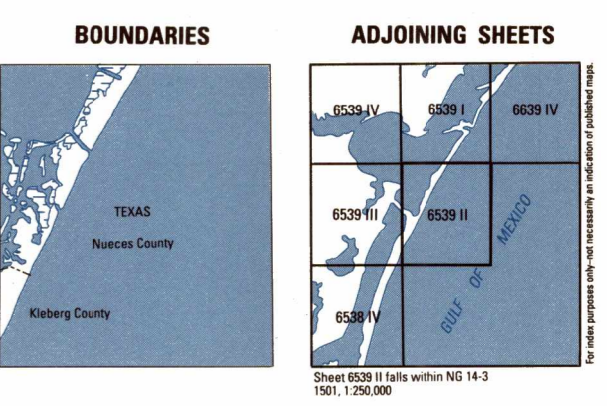 BOUNDARIES
TEXAS
Nueces County
Kleberg County
ADJOINING SHEETS
6539 IV
6539 I
6639 IV
6539 III
6539 II
6538 IV
GULF OF MEXICO
For index purposes only–not necessarily an indication of published maps.
Sheet 6539 II falls within NG 14-3
1501, 1:250,000